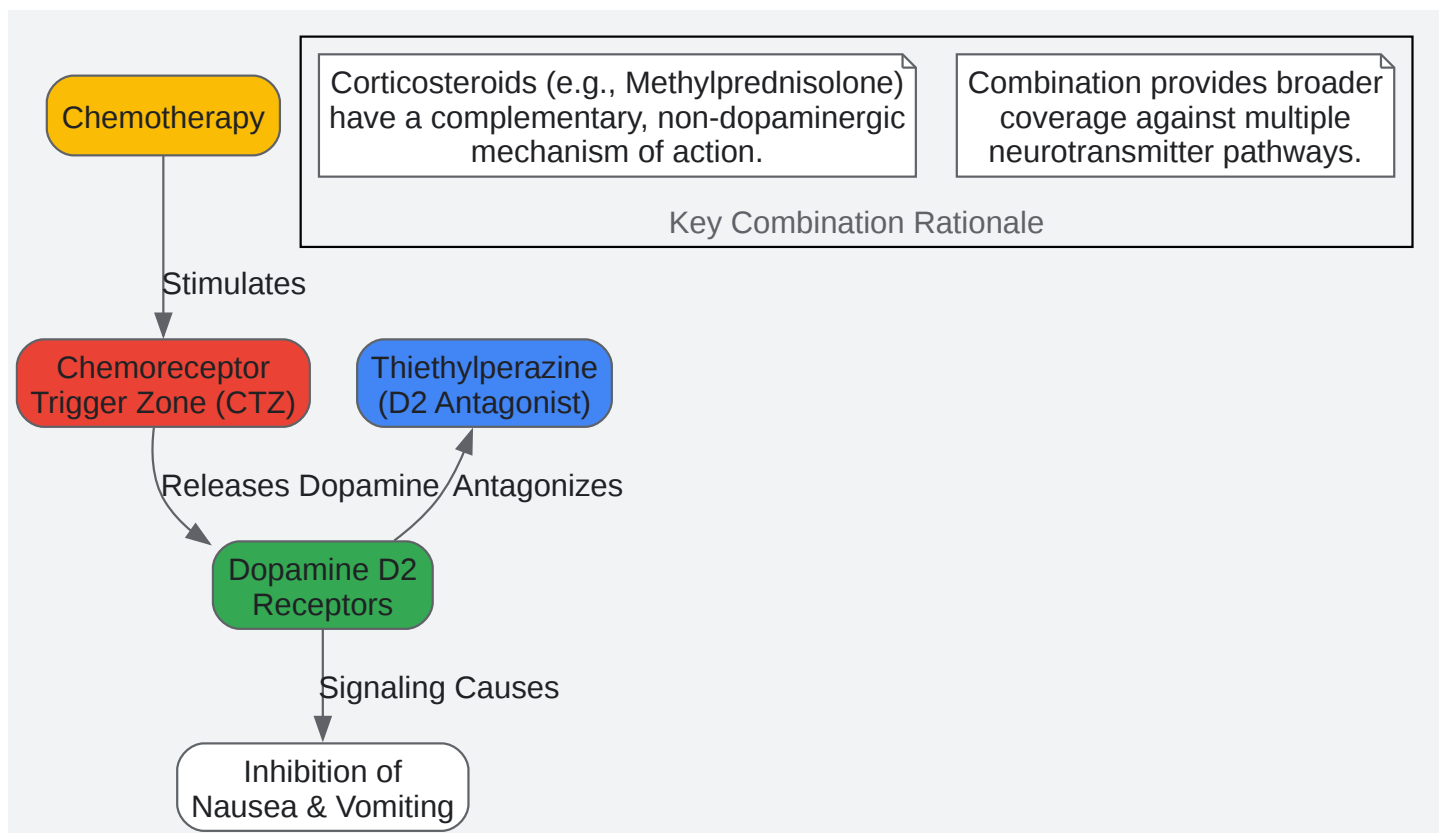 Chemotherapy
Corticosteroids (e.g., Methylprednisolone)
have a complementary, non-dopaminergic
mechanism of action.
Combination provides broader
coverage against multiple
neurotransmitter pathways.
Key Combination Rationale
Stimulates
Chemoreceptor
Trigger Zone (CTZ)
Thiethylperazine
(D2 Antagonist)
Releases Dopamine
Antagonizes
Dopamine D2
Receptors
Signaling Causes
Inhibition of
Nausea & Vomiting